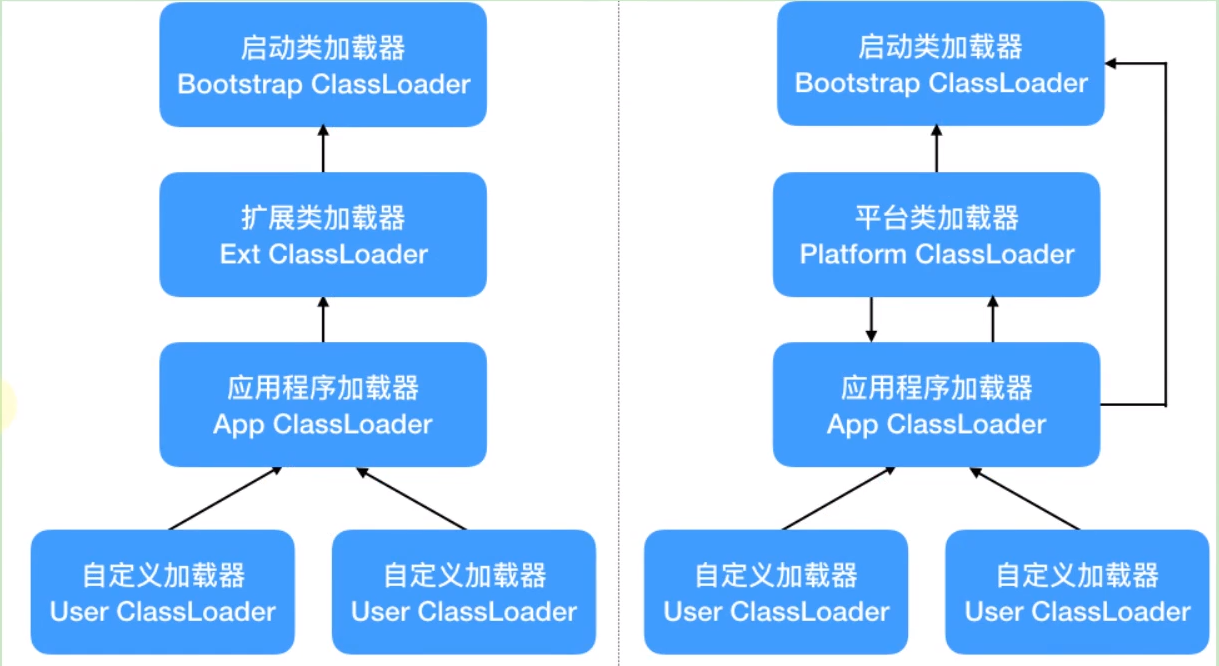 启动类加载器
Bootstrap ClassLoader
扩展类加载器
Ext ClassLoader
应用程序加载器
App ClassLoader
自定义加载器
User ClassLoader
自定义加载器
User ClassLoader
启动类加载器
Bootstrap ClassLoader
平台类加载器
Platform ClassLoader
应用程序加载器
App ClassLoader
自定义加载器
User ClassLoader
自定义加载器
User ClassLoader